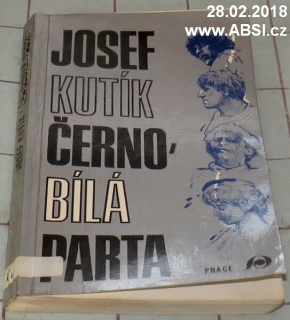 28.02.2018
www.ABSI.cz
JOSEF
KUTÍK
ČERNO,
BÍLÁ
PARTA
PRAGE